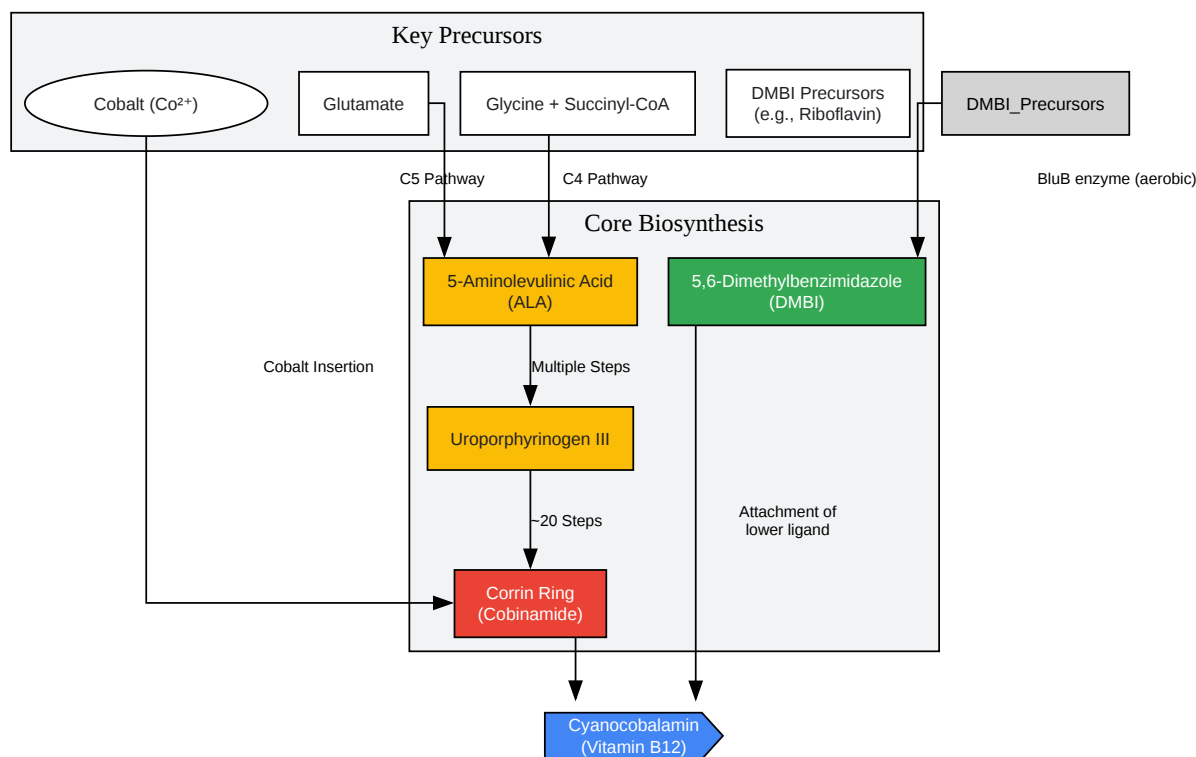 Key Precursors
Cobalt (Co²⁺)
Glutamate
Glycine + Succinyl-CoA
DMBI Precursors
(e.g., Riboflavin)
DMBI_Precursors
C5 Pathway
C4 Pathway
BluB enzyme (aerobic)
Core Biosynthesis
5-Aminolevulinic Acid
(ALA)
5,6-Dimethylbenzimidazole
(DMBI)
Cobalt Insertion
Multiple Steps
Uroporphyrinogen III
~20 Steps
Attachment of
lower ligand
Corrin Ring
(Cobinamide)
Cyanocobalamin
(Vitamin B12)